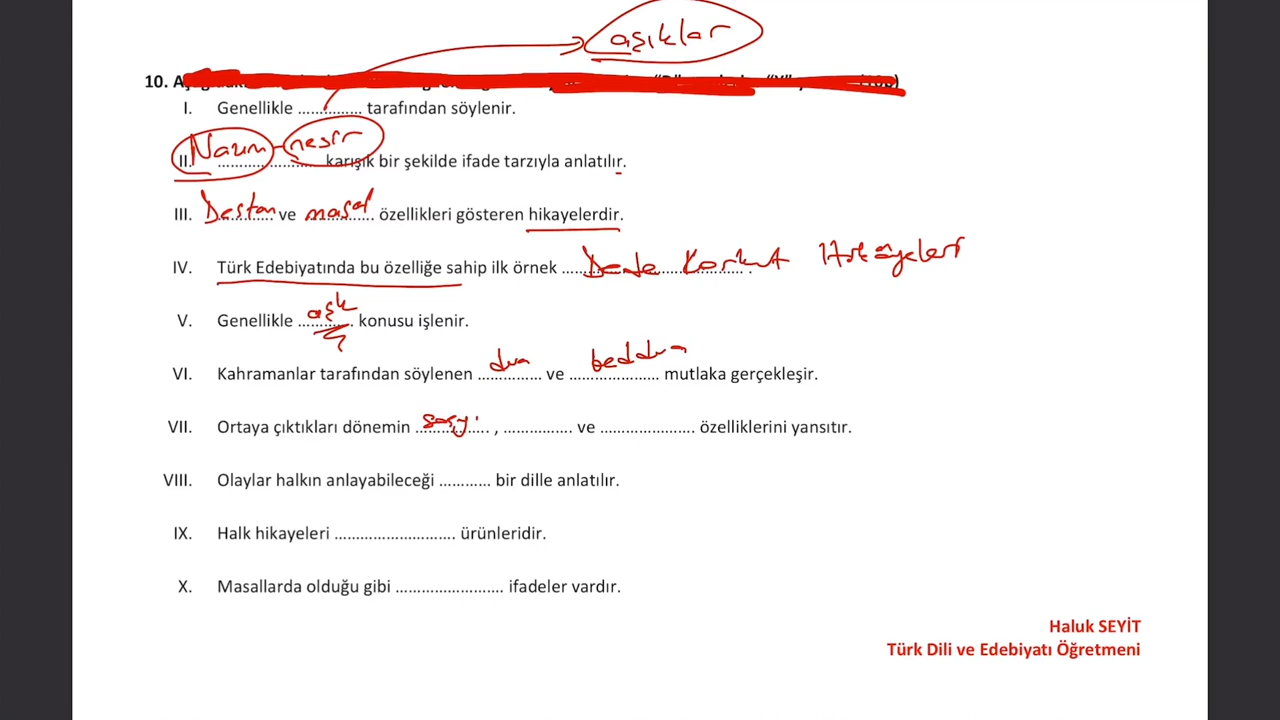 aşıklar
10. A
I. Genellikle ………….. tarafından söylenir.
II. Nazım - nesir karışık bir şekilde ifade tarzıyla anlatılır.
III. Destan ve masal özellikleri gösteren hikayelerdir.
IV. Türk Edebiyatında bu özelliğe sahip ilk örnek Dede Korkut Hikayeleri.
V. Genellikle aşk konusu işlenir.
VI. Kahramanlar tarafından söylenen dua ve beddua mutlaka gerçekleşir.
VII. Ortaya çıktıkları dönemin sosy , ……………. ve …………………. özelliklerini yansıtır.
VIII. Olaylar halkın anlayabileceği ………… bir dille anlatılır.
IX. Halk hikayeleri ………………………. ürünleridir.
X. Masallarda olduğu gibi ……………………. ifadeler vardır.
Haluk SEYİT
Türk Dili ve Edebiyatı Öğretmeni